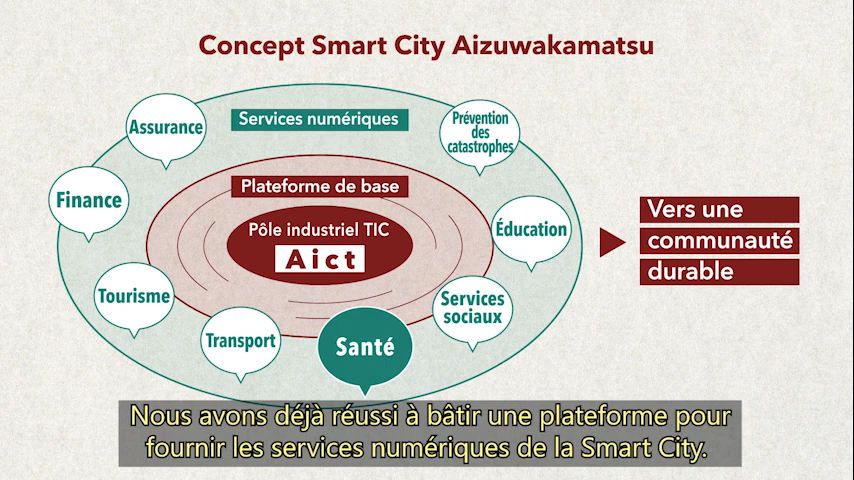 Concept Smart City Aizuwakamatsu
Services numériques
Assurance
Prévention
des
catastrophes
Plateforme de base
Finance
Pôle industriel TIC
Aict
Éducation
Vers une
communauté
durable
Tourisme
Services
sociaux
Transport
Santé
Nous avons déjà réussi à bâtir une plateforme pour
fournir les services numériques de la Smart City.